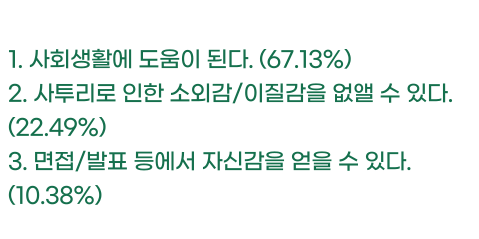 1. 사회생활에 도움이 된다. (67.13%)
2. 사투리로 인한 소외감/이질감을 없앨 수 있다.
(22.49%)
3. 면접/발표 등에서 자신감을 얻을 수 있다.
(10.38%)